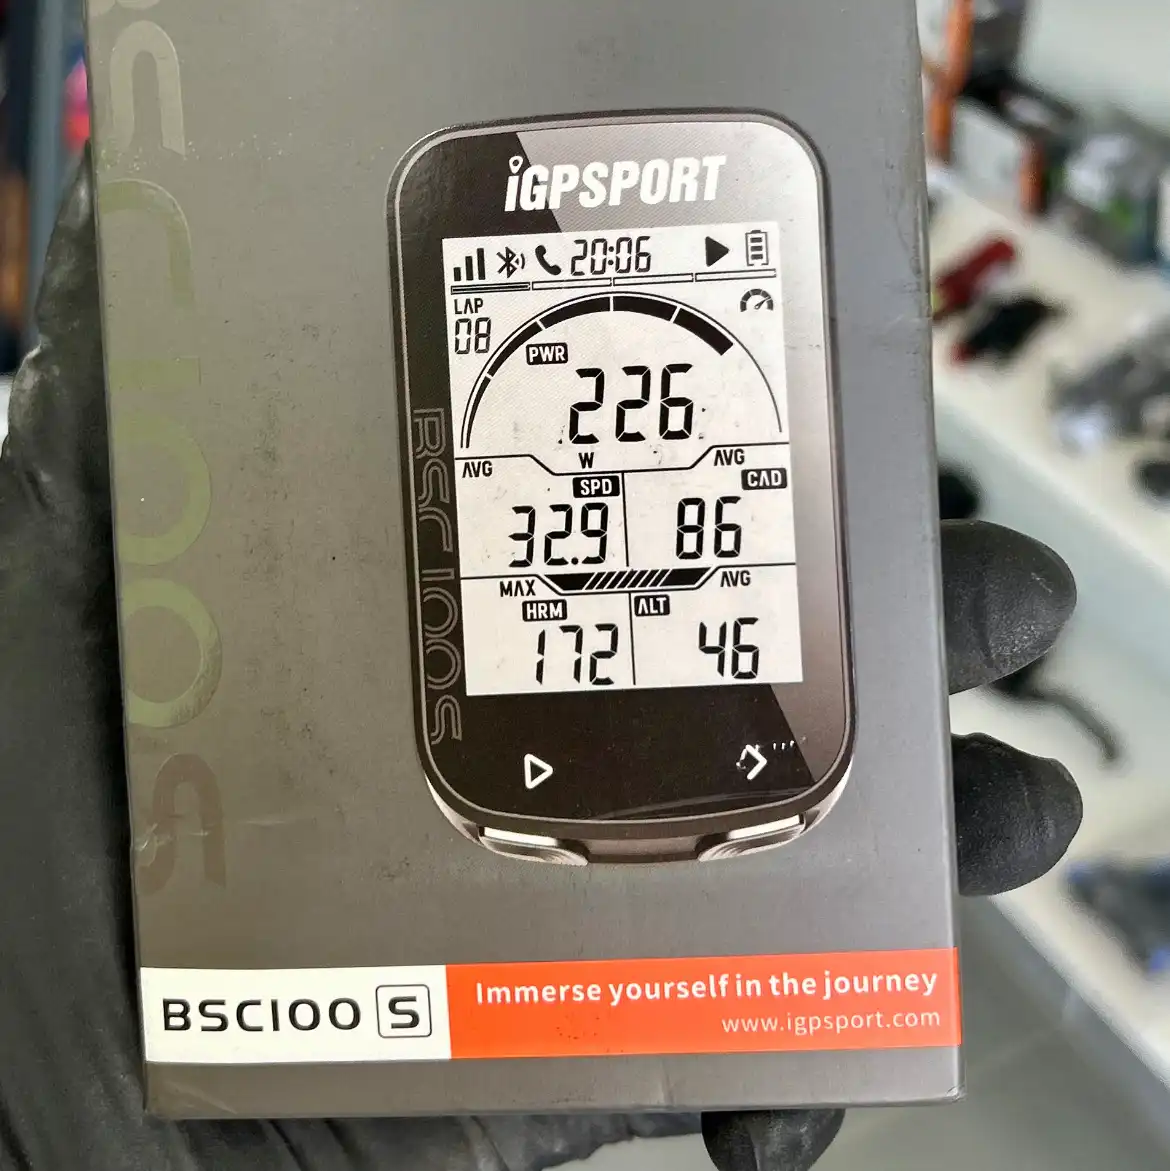 iGPSPORT
20:06
LAP
08
PWR
226
AVG W AVG
SPD CAD
32.9 86
MAX AVG
HRM ALT
172 46
BSC100S
BSC100S
BSC100 S
Immerse yourself in the journey
www.igpsport.com